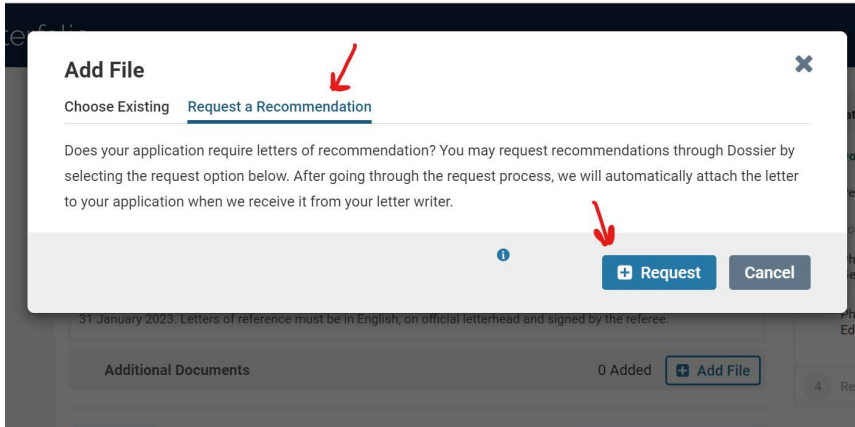 Add File
Choose Existing Request a Recommendation
Does your application require letters of recommendation? You may request recommendations through Dossier by
selecting the request option below. After going through the request process, we will automatically attach the letter
to your application when we receive it from your letter writer.
Request Cancel
31 January 2023. Letters of reference must be in English, on official letterhead and signed by the referee.
Additional Documents 0 Added Add File
4 Re